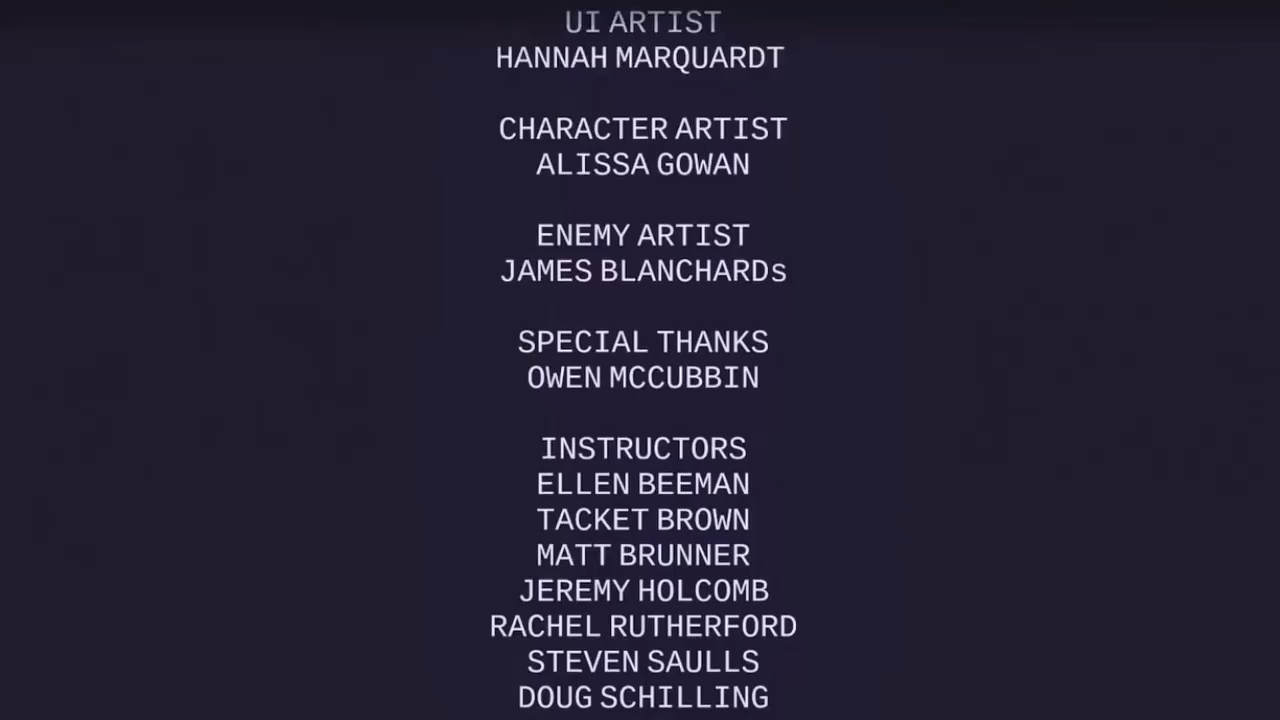 UI ARTIST
HANNAH MARQUARDT
CHARACTER ARTIST
ALISSA GOWAN
ENEMY ARTIST
JAMES BLANCHARDs
SPECIAL THANKS
OWEN MCCUBBIN
INSTRUCTORS
ELLEN BEEMAN
TACKET BROWN
MATT BRUNNER
JEREMY HOLCOMB
RACHEL RUTHERFORD
STEVEN SAULLS
DOUG SCHILLING